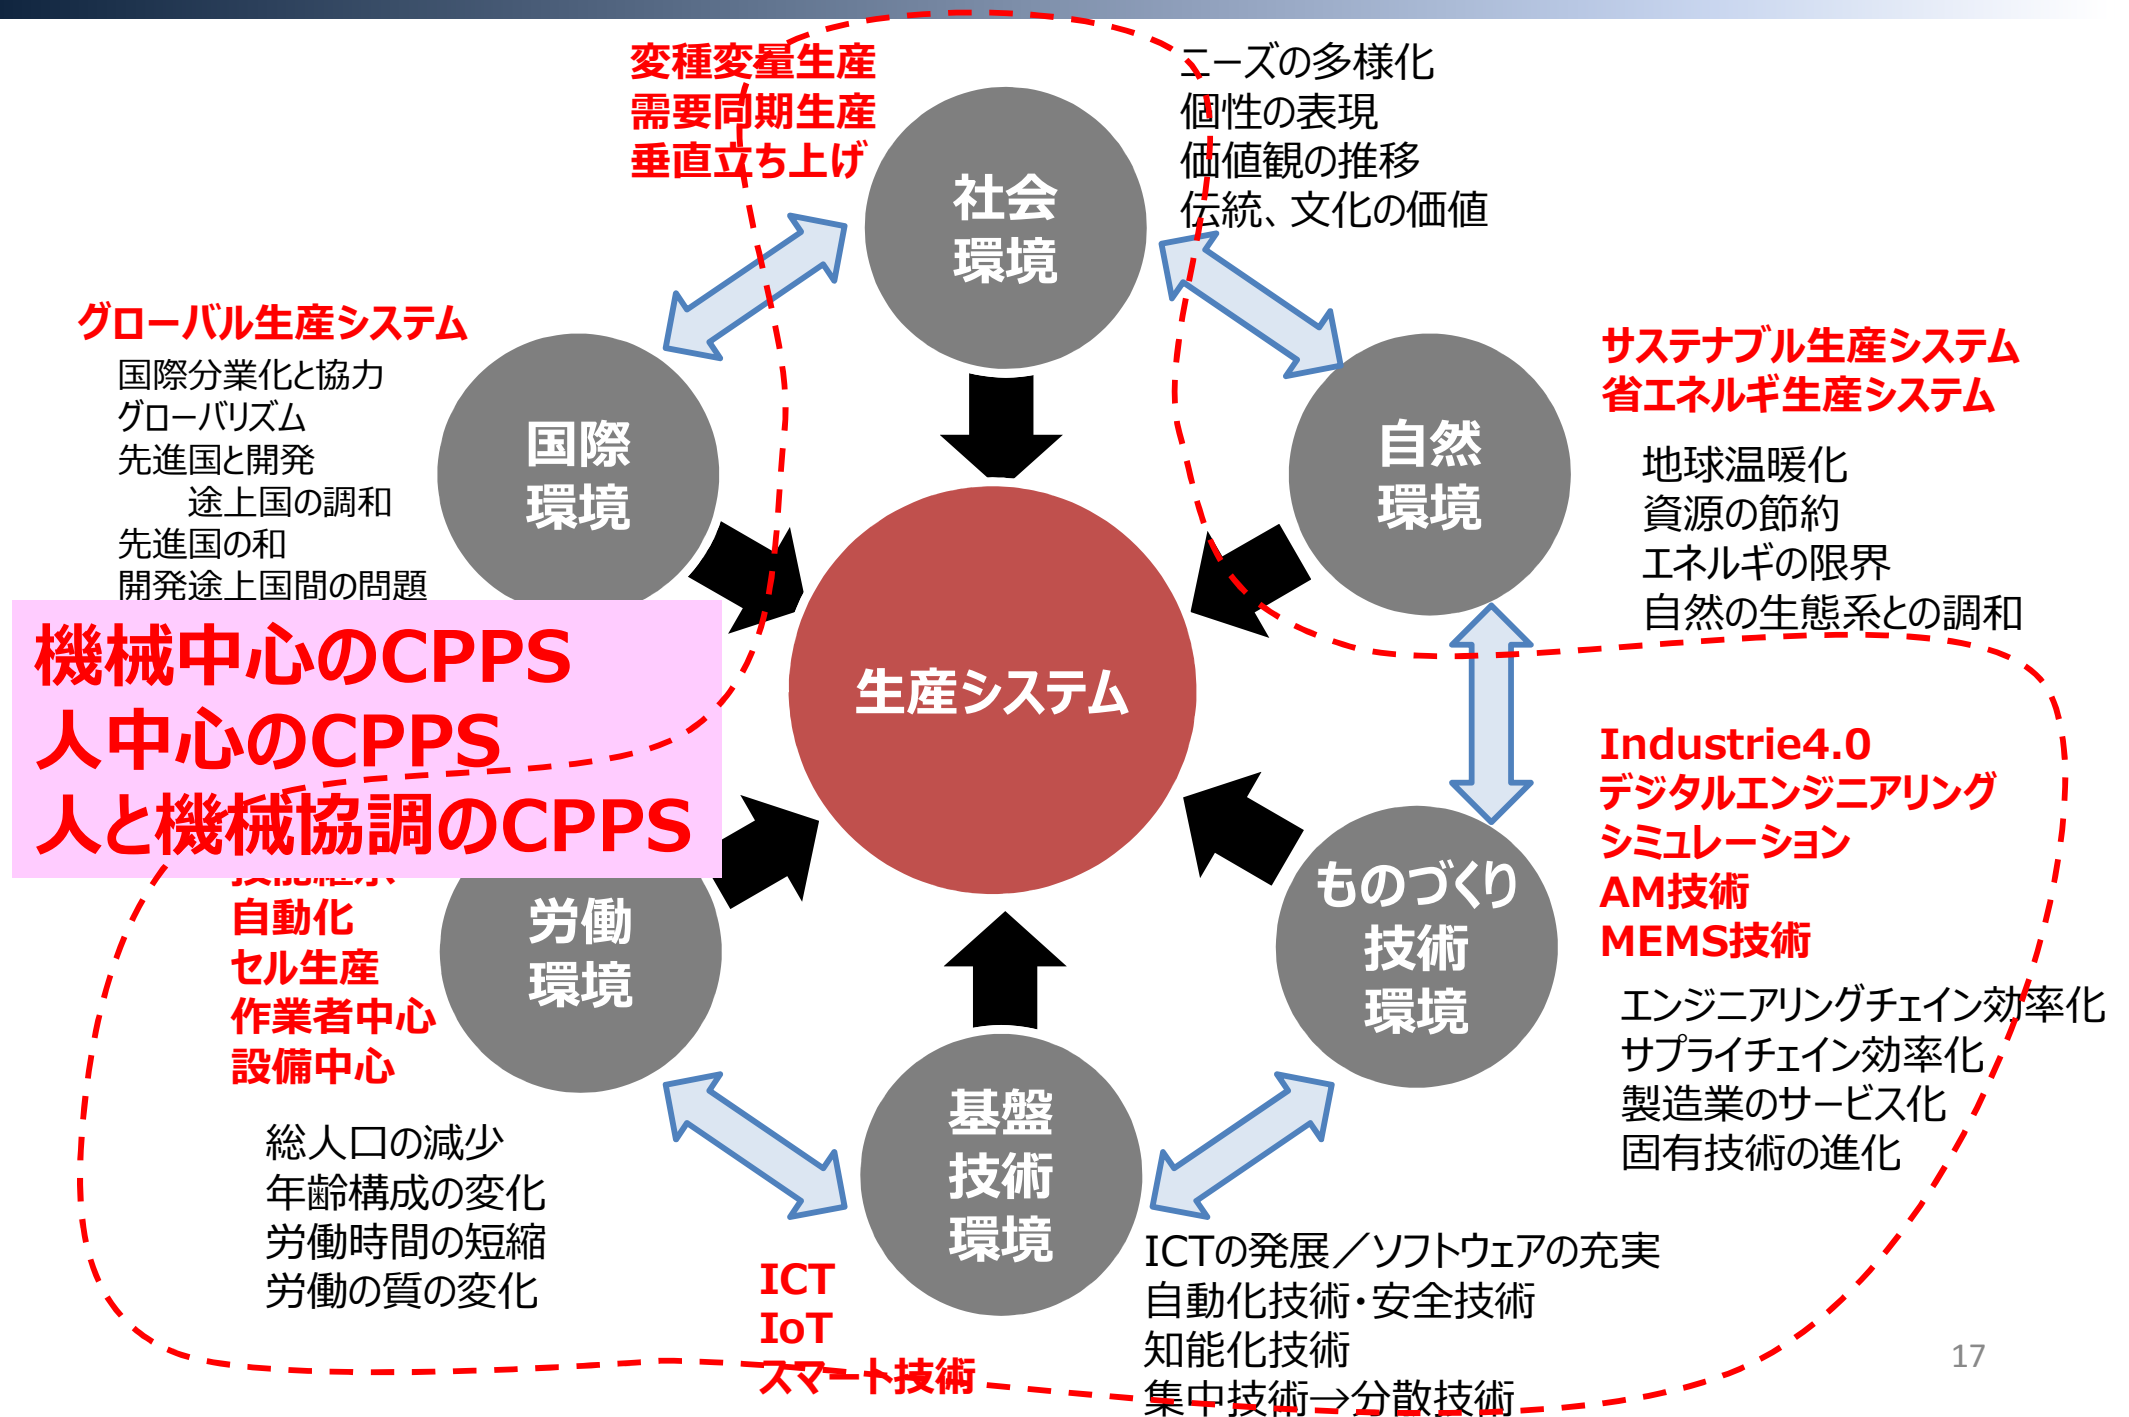 変種変量生産
需要同期生産
垂直立ち上げ
ニーズの多様化
個性の表現
価値観の推移
伝統、文化の価値
社会
環境
グローバル生産システム
国際分業化と協力
グローバリズム
先進国と開発
途上国の調和
先進国の和
開発途上国間の問題
国際
環境
自然
環境
サステナブル生産システム
省エネルギ生産システム
地球温暖化
資源の節約
エネルギの限界
自然の生態系との調和
機械中心のCPPS
人中心のCPPS
人と機械協調のCPPS
生産システム
Industrie4.0
デジタルエンジニアリング
シミュレーション
AM技術
MEMS技術
ものづくり
技術
環境
エンジニアリングチェイン効率化
サプライチェイン効率化
製造業のサービス化
固有技術の進化
自動化
セル生産
作業者中心
設備中心
労働
環境
総人口の減少
年齢構成の変化
労働時間の短縮
労働の質の変化
基盤
技術
環境
ICT
IoT
スマート技術
ICTの発展／ソフトウェアの充実
自動化技術・安全技術
知能化技術
集中技術→分散技術
17